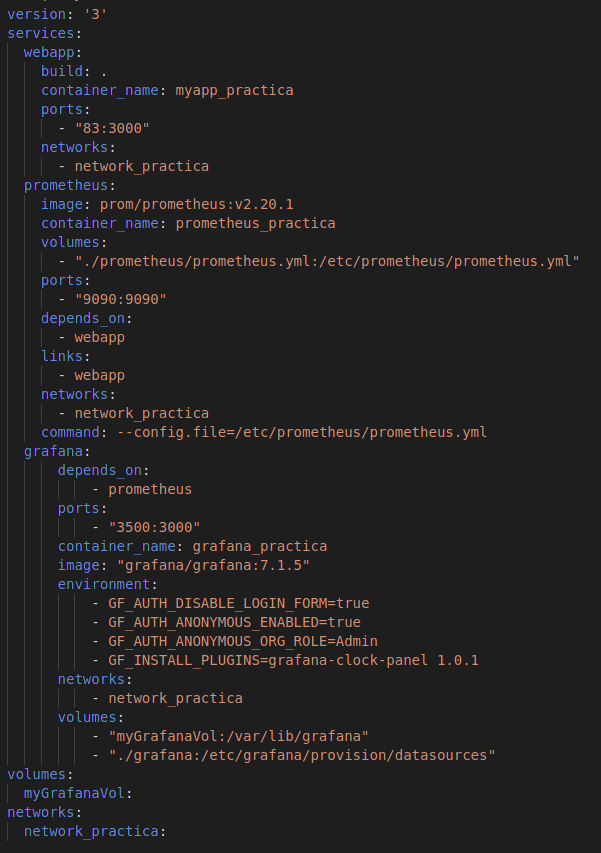 version: '3'
services:
  webapp:
    build: .
    container_name: myapp_practica
    ports:
      - "83:3000"
    networks:
      - network_practica
  prometheus:
    image: prom/prometheus:v2.20.1
    container_name: prometheus_practica
    volumes:
      - "./prometheus/prometheus.yml:/etc/prometheus/prometheus.yml"
    ports:
      - "9090:9090"
    depends_on:
      - webapp
    links:
      - webapp
    networks:
      - network_practica
    command: --config.file=/etc/prometheus/prometheus.yml
  grafana:
      depends_on:
          - prometheus
      ports:
          - "3500:3000"
      container_name: grafana_practica
      image: "grafana/grafana:7.1.5"
      environment:
          - GF_AUTH_DISABLE_LOGIN_FORM=true
          - GF_AUTH_ANONYMOUS_ENABLED=true
          - GF_AUTH_ANONYMOUS_ORG_ROLE=Admin
          - GF_INSTALL_PLUGINS=grafana-clock-panel 1.0.1
      networks:
          - network_practica
      volumes:
          - "myGrafanaVol:/var/lib/grafana"
          - "./grafana:/etc/grafana/provision/datasources"
volumes:
  myGrafanaVol:
networks:
  network_practica: